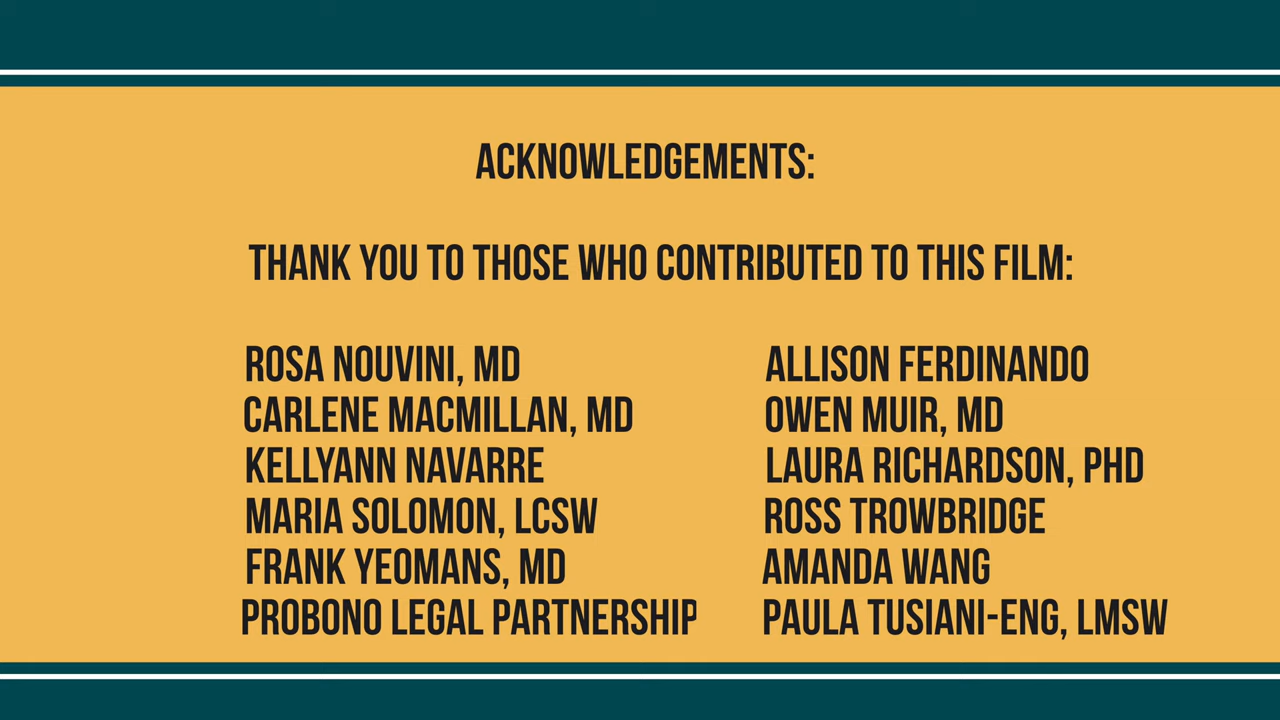 ACKNOWLEDGEMENTS:
THANK YOU TO THOSE WHO CONTRIBUTED TO THIS FILM:
ROSA NOUVINI, MD
CARLENE MACMILLAN, MD
KELLYANN NAVARRE
MARIA SOLOMON, LCSW
FRANK YEOMANS, MD
PROBONO LEGAL PARTNERSHIP
ALLISON FERDINANDO
OWEN MUIR, MD
LAURA RICHARDSON, PHD
ROSS TROWBRIDGE
AMANDA WANG
PAULA TUSIANI-ENG, LMSW